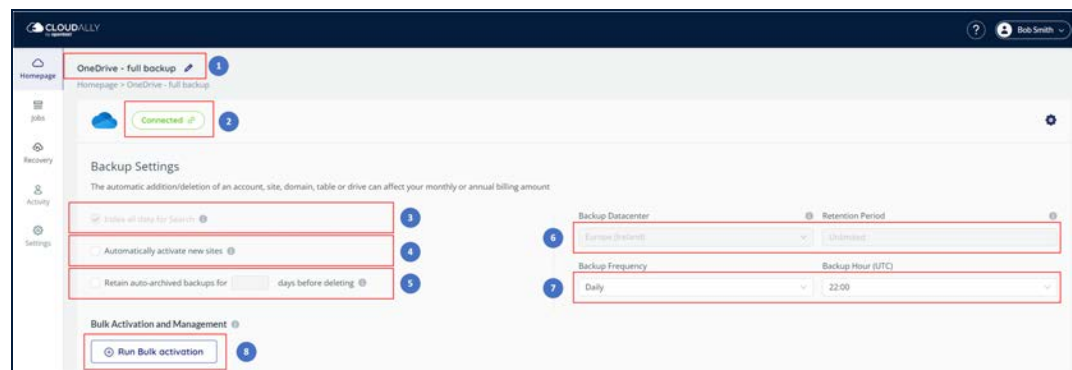 CLOUDALLY
by opentext
? Bob Smith
Homepage
Jobs
Recovery
Activity
Settings
OneDrive - full backup 1
Homepage > OneDrive - full backup
Connected 2
Backup Settings
The automatic addition/deletion of an account, site, domain, table or drive can affect your monthly or annual billing amount
Index all data for Search 3
Automatically activate new sites 4
Retain auto-archived backups for days before deleting 5
Backup Datacenter Retention Period
6 Europe (Ireland) Unlimited
Backup Frequency Backup Hour (UTC)
7 Daily 22:00
Bulk Activation and Management
Run Bulk activation 8